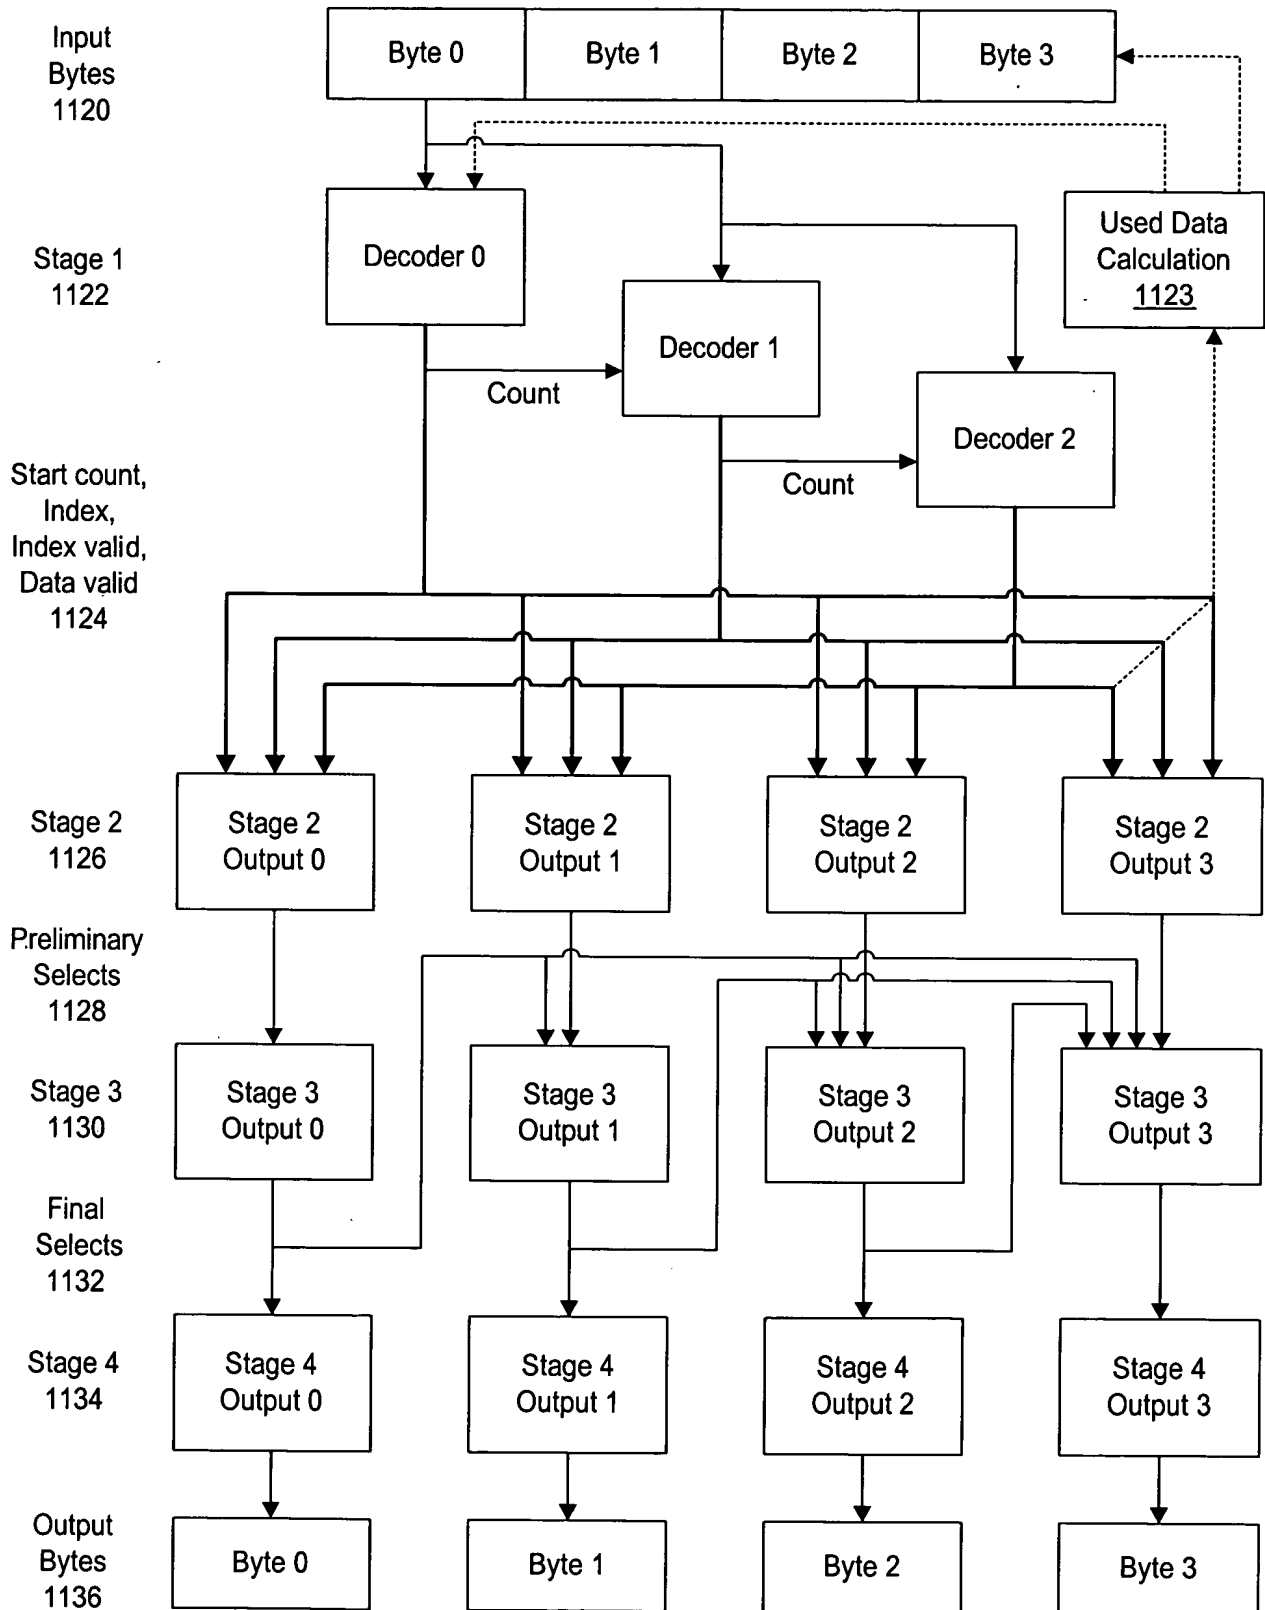 Input
Bytes
1120
Byte 0
Byte 1
Byte 2
Byte 3
Stage 1
1122
Decoder 0
Used Data
Calculation
1123
Decoder 1
Count
Decoder 2
Count
Start count,
Index,
Index valid,
Data valid
1124
Stage 2
1126
Stage 2
Output 0
Stage 2
Output 1
Stage 2
Output 2
Stage 2
Output 3
Preliminary
Selects
1128
Stage 3
1130
Stage 3
Output 0
Stage 3
Output 1
Stage 3
Output 2
Stage 3
Output 3
Final
Selects
1132
Stage 4
1134
Stage 4
Output 0
Stage 4
Output 1
Stage 4
Output 2
Stage 4
Output 3
Output
Bytes
1136
Byte 0
Byte 1
Byte 2
Byte 3